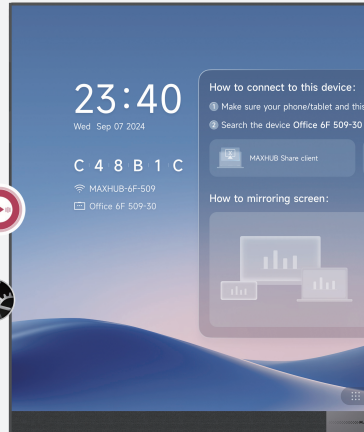 23:40
Wed Sep 07 2024
C 4 8 B 1 C
MAXHUB-6F-509
Office 6F 509-30
How to connect to this device:
1 Make sure your phone/tablet and this
2 Search the device Office 6F 509-30
MAXHUB Share client
How to mirroring screen: